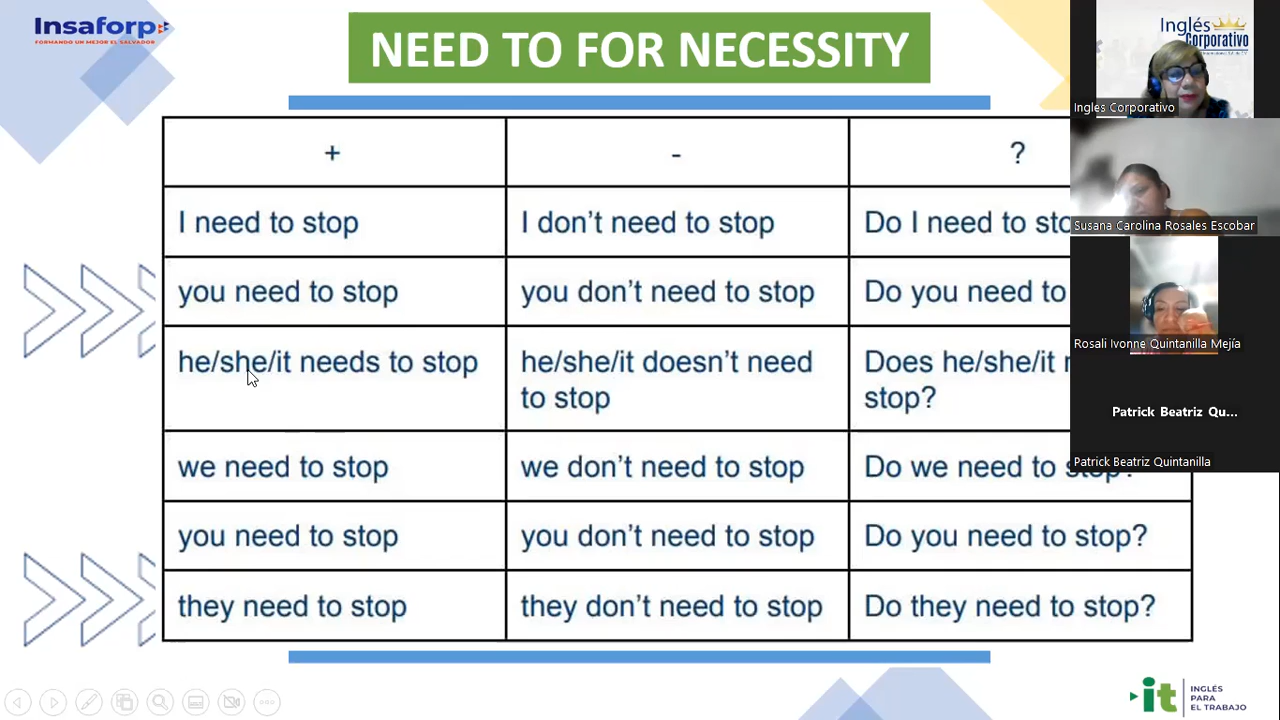 Insaforp
FORMANDO UN MEJOR EL SALVADOR
NEED TO FOR NECESSITY
+
-
?
I need to stop
I don't need to stop
Do I need to sto
you need to stop
you don't need to stop
Do you need to
he/she/it needs to stop
he/she/it doesn't need
to stop
Does he/she/it
stop?
we need to stop
we don't need to stop
Do we need to stop?
you need to stop
you don't need to stop
Do you need to stop?
they need to stop
they don't need to stop
Do they need to stop?
Inglés
Corporativo
Ingles Corporativo
Susana Carolina Rosales Escobar
Rosali Ivonne Quintanilla Mejía
Patrick Beatriz Qu...
Patrick Beatriz Quintanilla
it
INGLÉS
PARA
EL TRABAJO